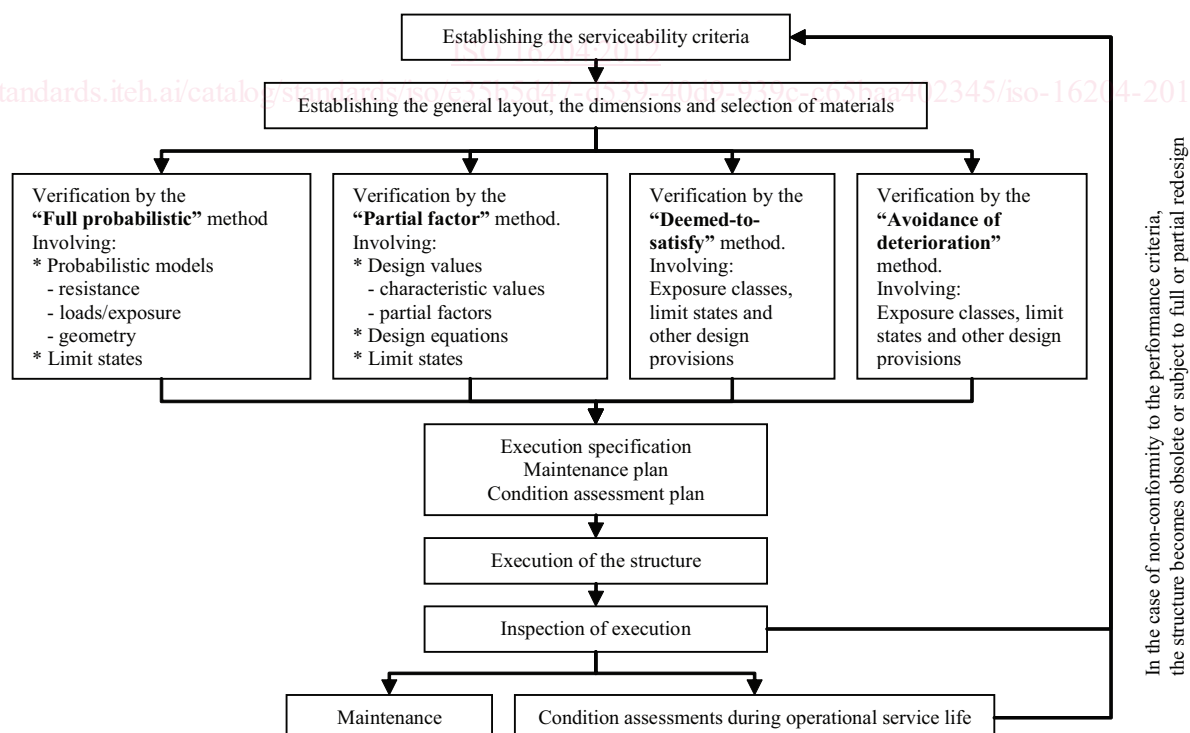 Establishing the serviceability criteria
ISO 16204:2012
tandards.iteh.ai/catalog/standards/iso/e35b5d47-d539-40d9-939c-c65baa402345/iso-16204-201
Establishing the general layout, the dimensions and selection of materials
Verification by the
“Full probabilistic” method
Involving:
* Probabilistic models
- resistance
- loads/exposure
- geometry
* Limit states
Verification by the
“Partial factor” method.
Involving:
* Design values
- characteristic values
- partial factors
* Design equations
* Limit states
Verification by the
“Deemed-to-
satisfy” method.
Involving:
Exposure classes,
limit states and
other design
provisions
Verification by the
“Avoidance of
deterioration”
method.
Involving:
Exposure classes, limit
states and other design
provisions
Execution specification
Maintenance plan
Condition assessment plan
Execution of the structure
Inspection of execution
Maintenance
Condition assessments during operational service life
In the case of non-conformity to the performance criteria,
the structure becomes obsolete or subject to full or partial redesign